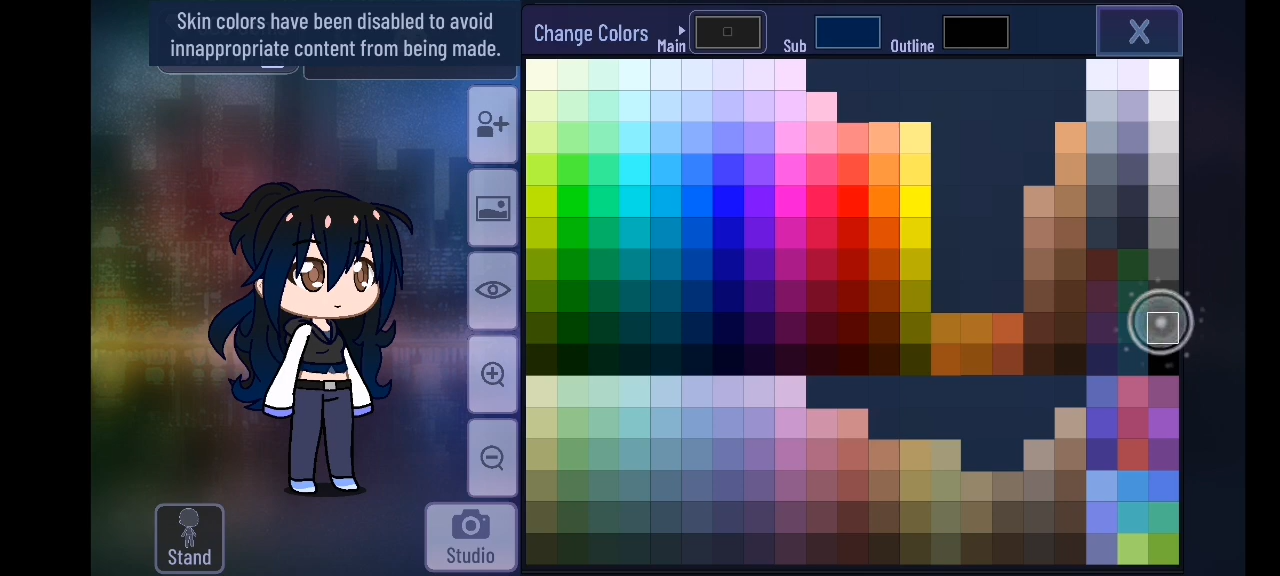 Skin colors have been disabled to avoid
innappropriate content from being made.
Change Colors
Main
Sub
Outline
X
Stand
Studio